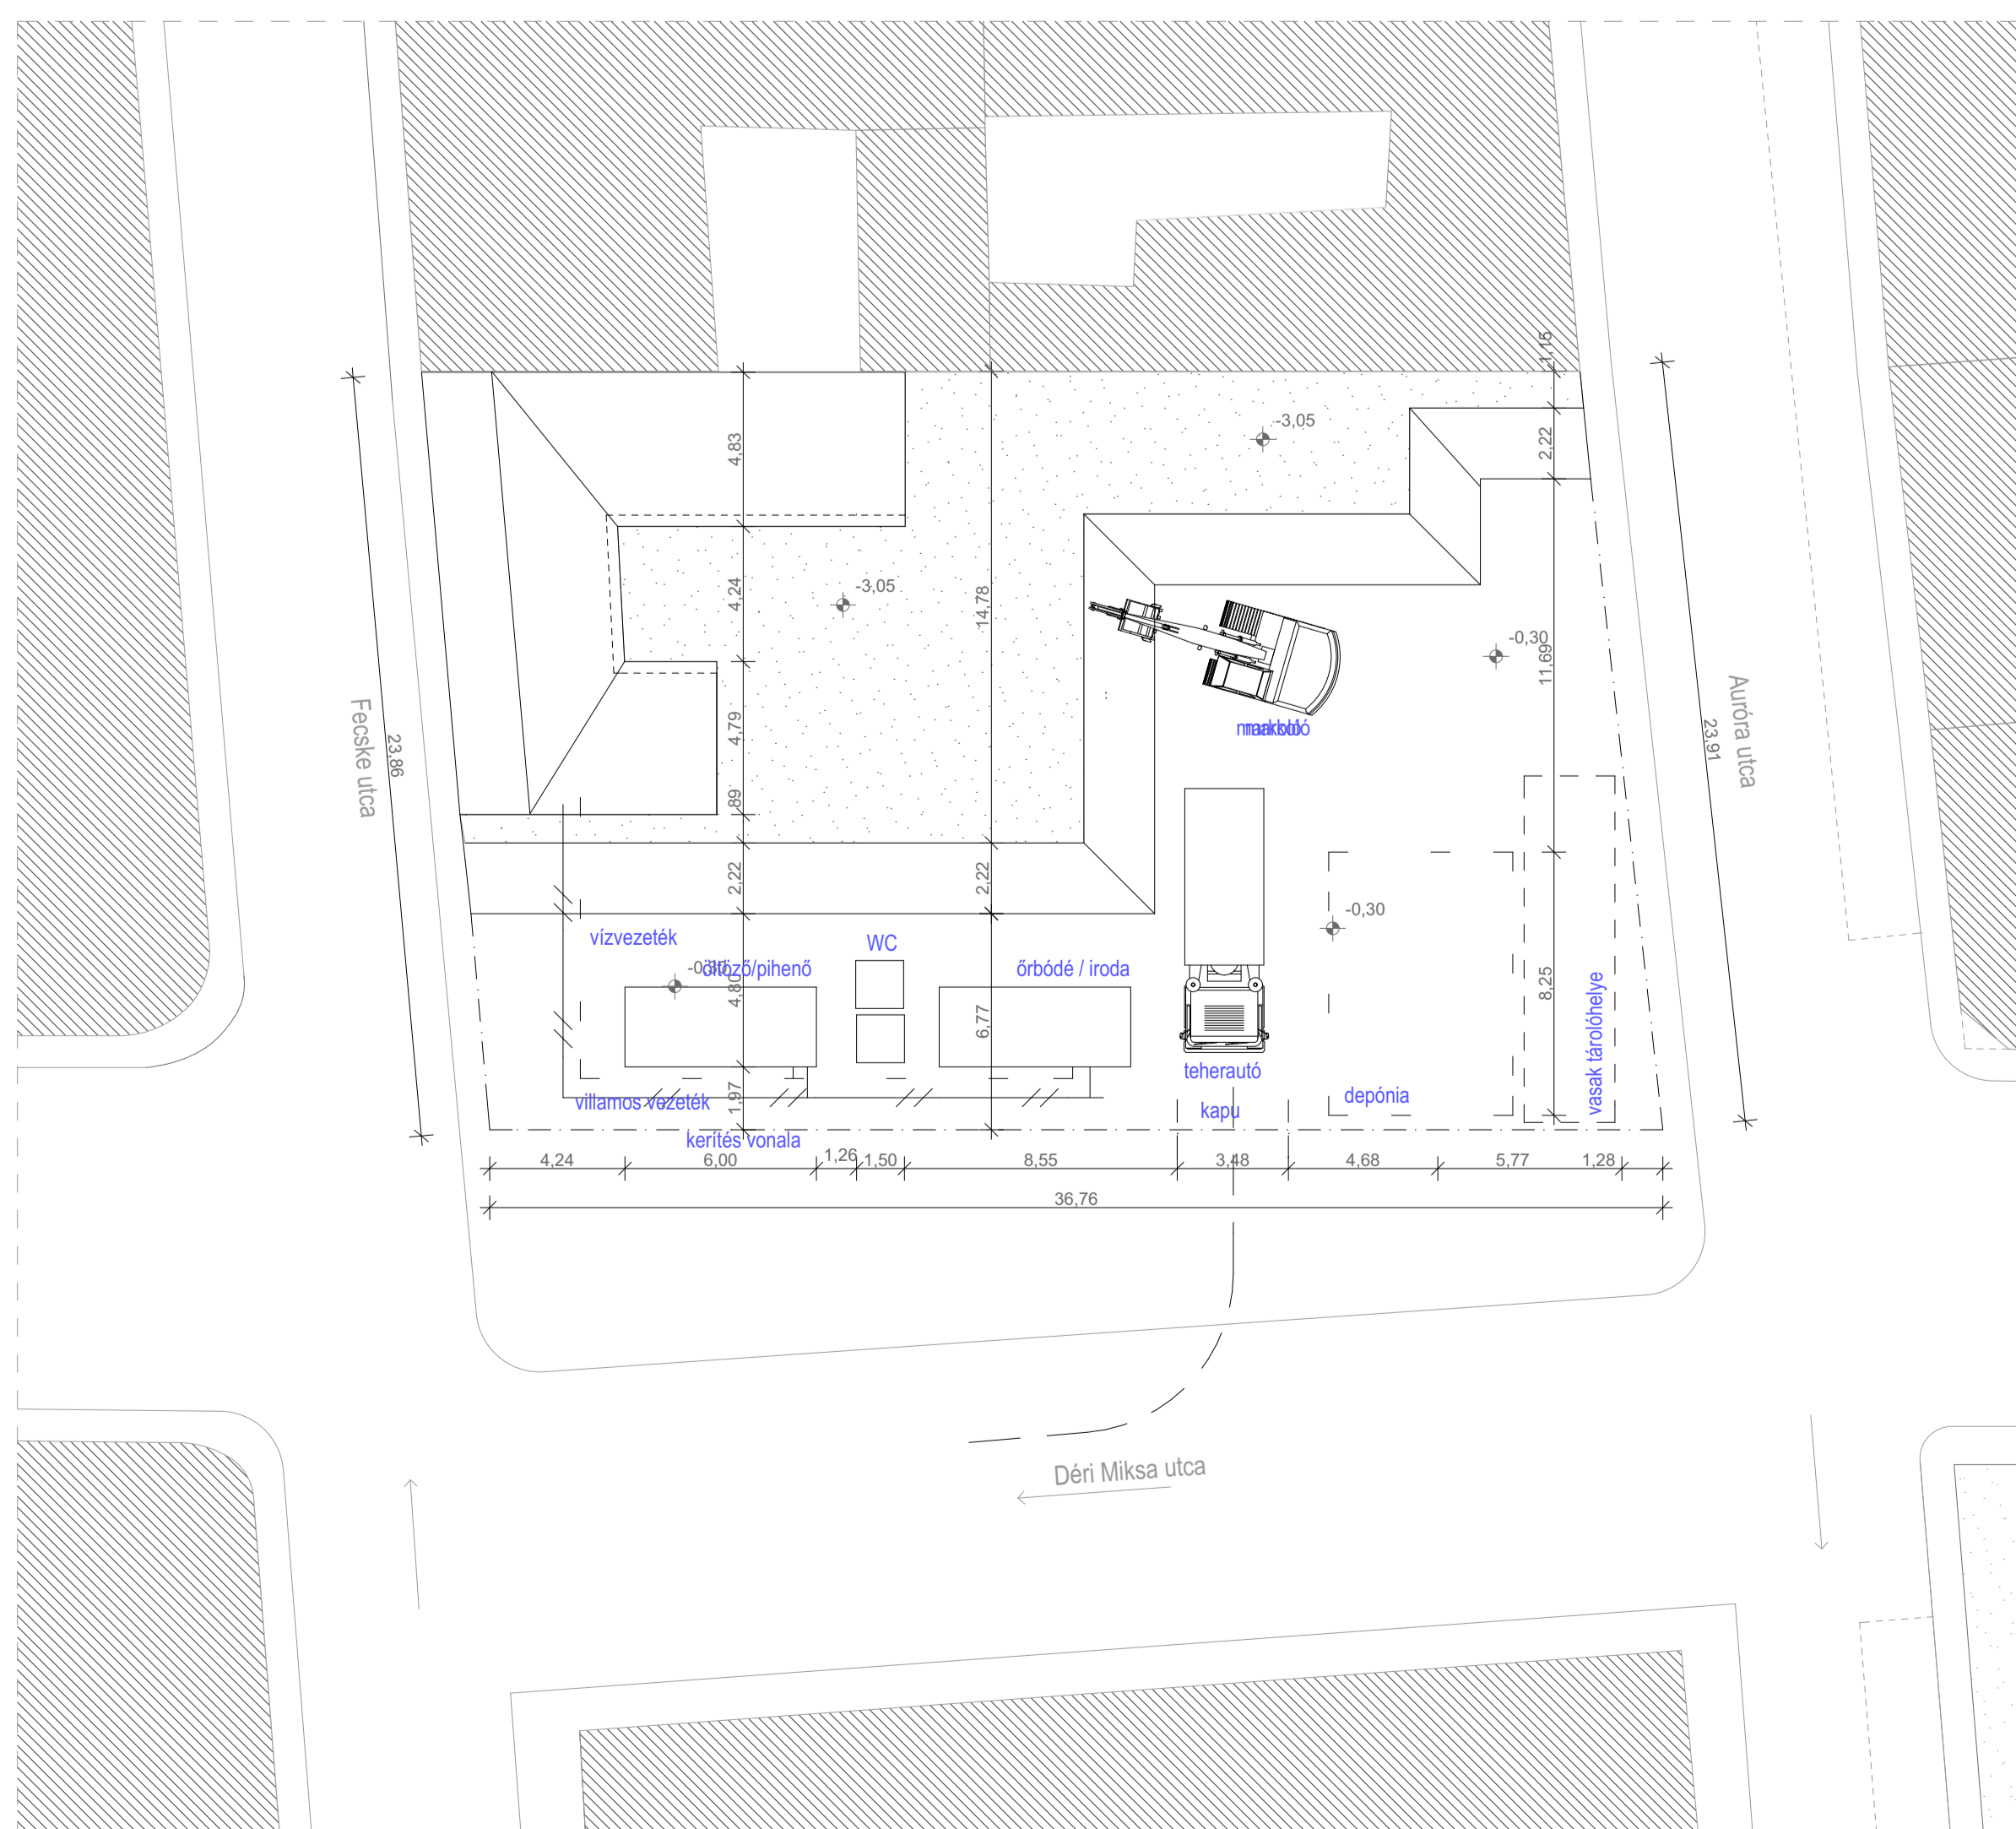 1,15
-3,05
2,22
4,83
-3,05
4,24
14,78
-0,30
11,69
Fecske utca
23,86
4,79
markoló
markoló
Auróra utca
23,91
89
2,22
2,22
-0,30
vízvezeték
WC
-0,30
öltöző/pihenő
őrbódé / iroda
4,80
6,77
8,25
vasak tárolóhelye
teherautó
villamos vezeték
1,97
kapu
depónia
kerítés vonala
4,24
6,00
1,26
1,50
8,55
3,48
4,68
5,77
1,28
36,76
Déri Miksa utca